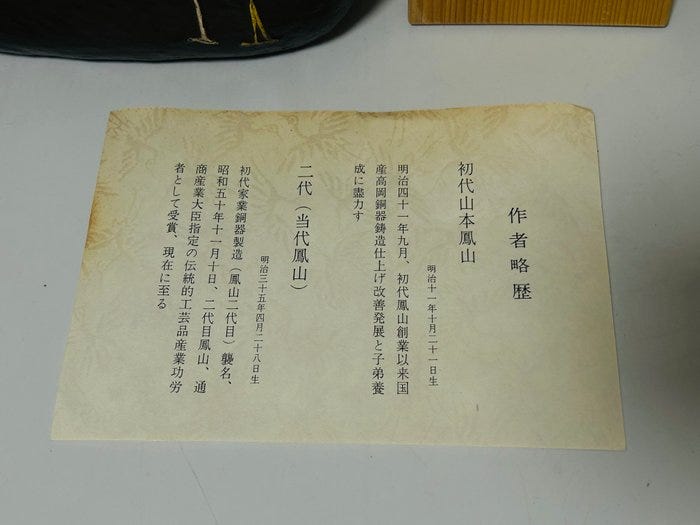 作者略歴
初代山本鳳山
明治十一年十月二十一日生
明治四十一年九月、初代鳳山創業以来国
産高岡銅器鋳造仕上げ改善発展と子弟養
成に盡力す
二代（当代鳳山）
明治三十五年四月二十八日生
初代家業銅器製造（鳳山二代目）襲名、
昭和五十年十一月十日、二代目鳳山、通
商産業大臣指定の伝統的工芸品産業功労
者として受賞、現在に至る